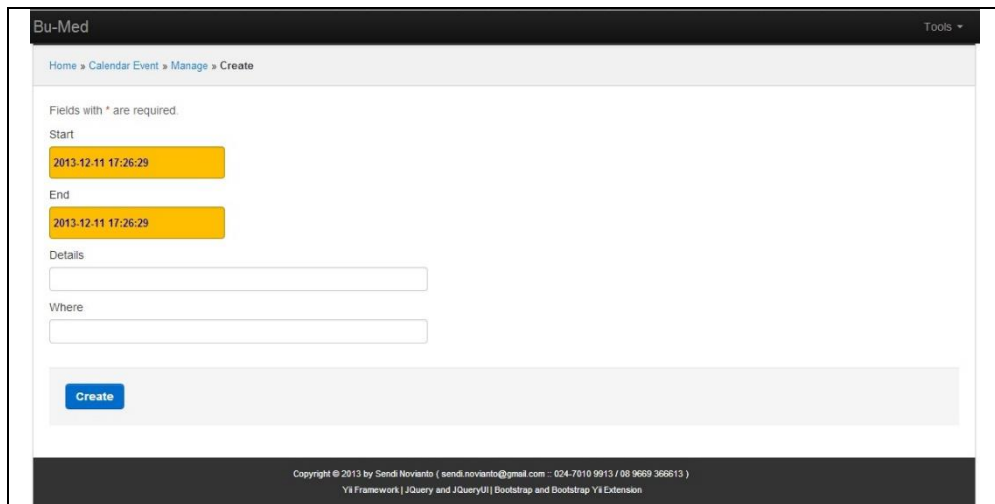 Bu-Med Tools
Home » Calendar Event » Manage » Create
Fields with * are required.
Start
2013-12-11 17:26:29
End
2013-12-11 17:26:29
Details
Where
Create
Copyright © 2013 by Sendi Novianto ( sendi.novianto@gmail.com :: 024-7010 9913 / 08 9669 366613 )
Yii Framework | JQuery and JQueryUI | Bootstrap and Bootstrap Yii Extension